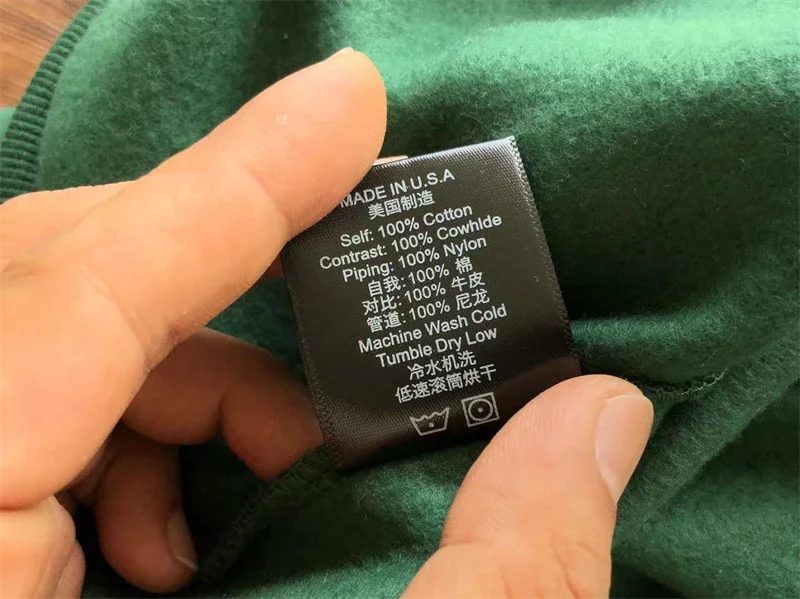 MADE IN U.S.A
美国制造
Self: 100% Cotton
Contrast: 100% Cowhide
Piping: 100% Nylon
自我: 100% 棉
对比: 100% 牛皮
管道: 100% 尼龙
Machine Wash Cold
Tumble Dry Low
冷水机洗
低速滚筒烘干